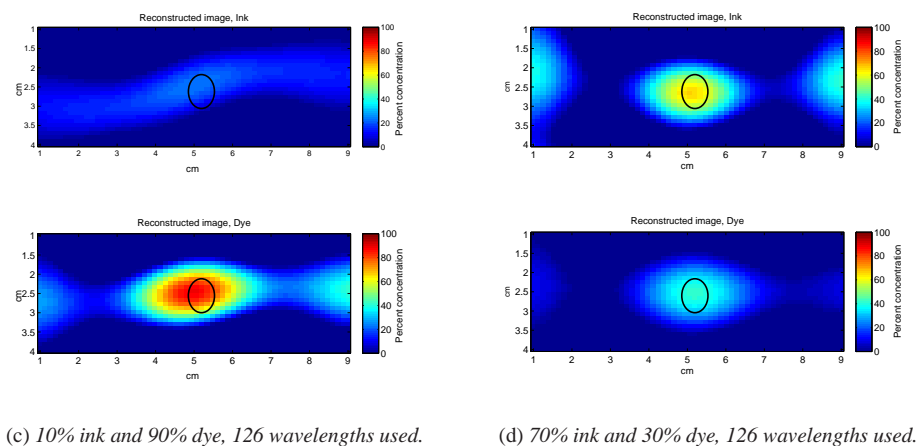 Reconstructed image, Ink
1
1.5
2
2.5
3
3.5
4
cm
1 2 3 4 5 6 7 8 9
cm
100
80
60
40
20
0
Percent concentration
Reconstructed image, Ink
1
1.5
2
2.5
3
3.5
4
cm
1 2 3 4 5 6 7 8 9
cm
100
80
60
40
20
0
Percent concentration
Reconstructed image, Dye
1
1.5
2
2.5
3
3.5
4
cm
1 2 3 4 5 6 7 8 9
cm
100
80
60
40
20
0
Percent concentration
Reconstructed image, Dye
1
1.5
2
2.5
3
3.5
4
cm
1 2 3 4 5 6 7 8 9
cm
100
80
60
40
20
0
Percent concentration
(c) 10% ink and 90% dye, 126 wavelengths used.
(d) 70% ink and 30% dye, 126 wavelengths used.